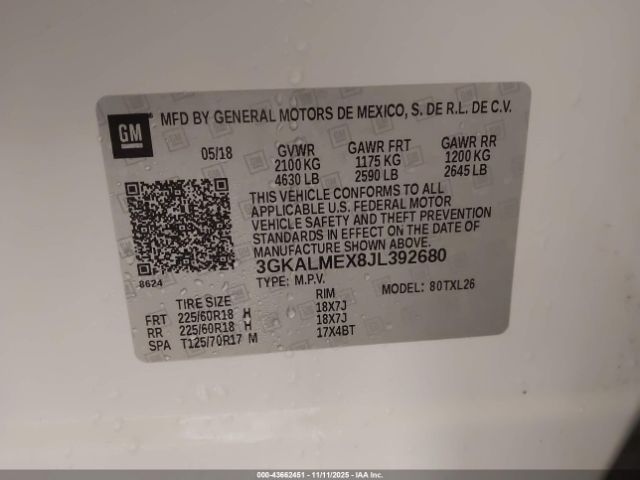 GM
MFD BY GENERAL MOTORS DE MEXICO, S. DE R.L. DE C.V.
05/18 GVWR GAWR FRT GAWR RR
2100 KG 1175 KG 1200 KG
4630 LB 2590 LB 2645 LB
THIS VEHICLE CONFORMS TO ALL
APPLICABLE U.S. FEDERAL MOTOR
VEHICLE SAFETY AND THEFT PREVENTION
STANDARDS IN EFFECT ON THE DATE OF
MANUFACTURE SHOWN ABOVE.
3GKALMEX8JL392680
8624
TYPE: M.P.V. MODEL: 80TXL26
TIRE SIZE RIM
FRT 225/60R18 H 18X7J
RR 225/60R18 H 18X7J
SPA T125/70R17 M 17X4BT
000-43662451 - 11/11/2025 - IAA Inc. Copyright